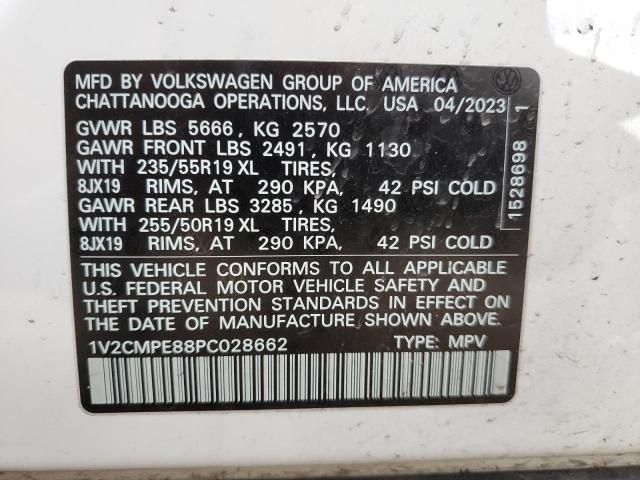 MFD BY VOLKSWAGEN GROUP OF AMERICA
CHATTANOOGA OPERATIONS, LLC. USA 04/2023
GVWR LBS 5666, KG 2570
GAWR FRONT LBS 2491, KG 1130
WITH 235/55R19 XL TIRES,
8JX19 RIMS, AT 290 KPA, 42 PSI COLD
GAWR REAR LBS 3285, KG 1490
WITH 255/50R19 XL TIRES,
8JX19 RIMS, AT 290 KPA, 42 PSI COLD
THIS VEHICLE CONFORMS TO ALL APPLICABLE
U.S. FEDERAL MOTOR VEHICLE SAFETY AND
THEFT PREVENTION STANDARDS IN EFFECT ON
THE DATE OF MANUFACTURE SHOWN ABOVE.
1V2CMPE88PC028662 TYPE: MPV
1528698 1